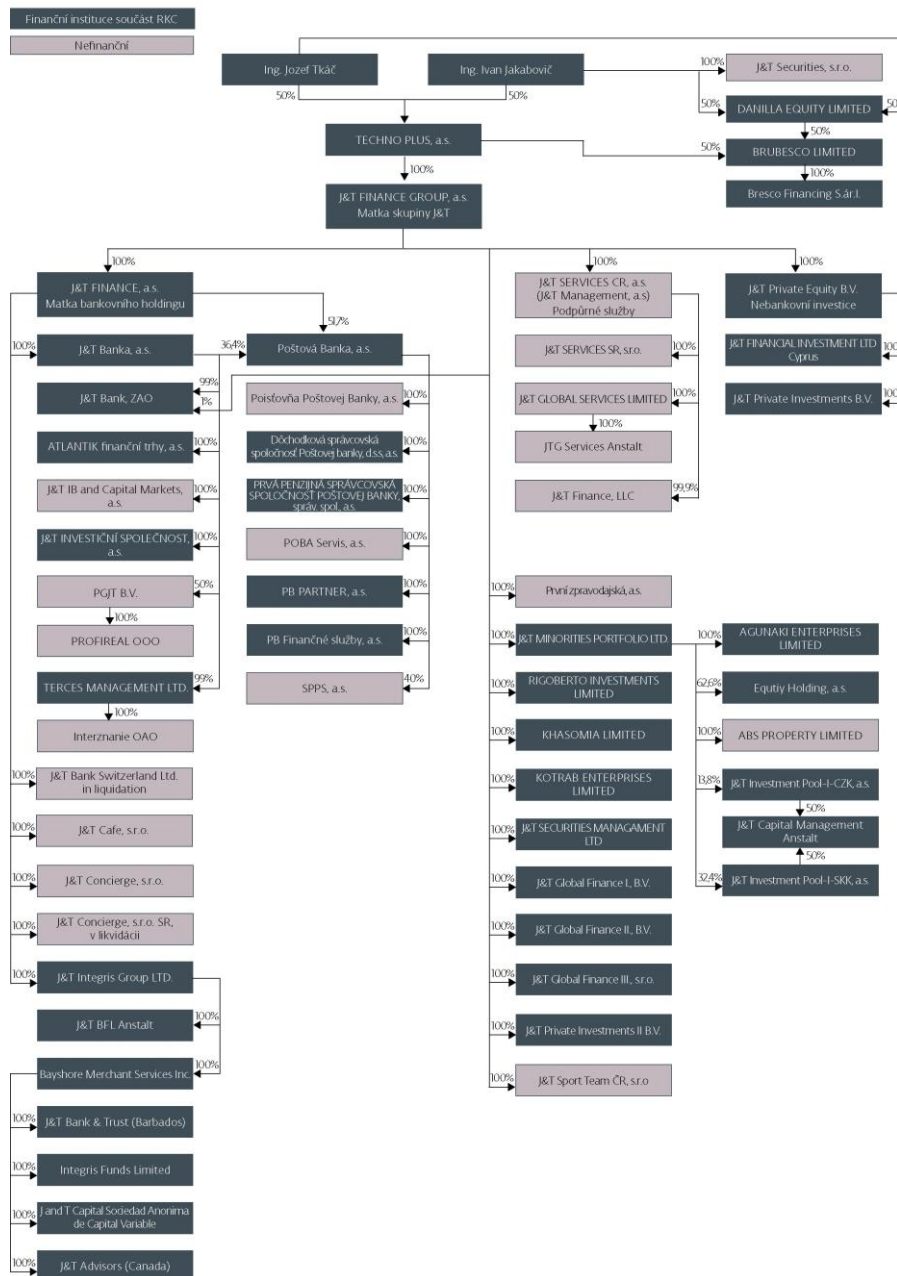 Finanční instituce součást RKC
Nefinanční
Ing. Jozef Tkáč
Ing. Ivan Jakabovič
100%
J&T Securities, s.r.o.
50%
50%
50%
DANILLA EQUITY LIMITED
50
50%
TECHNO PLUS, a.s.
50%
BRUBESCO LIMITED
100%
100%
J&T FINANCE GROUP, a.s.
Matka skupiny J&T
Bresco Financing S.ár.l.
100%
100%
100%
J&T FINANCE, a.s.
Matka bankovního holdingu
J&T SERVICES CR, a.s.
(J&T Management, a.s)
Podpůrné služby
J&T Private Equity B.V.
Nebankovní investice
51,7%
100%
J&T Banka, a.s.
36,4%
Poštová Banka, a.s.
J&T SERVICES SR, s.r.o.
100%
J&T FINANCIAL INVESTMENT LTD
Cyprus
100
99%
J&T Bank, ZAO
1%
Poisťovňa Poštovej Banky, a.s.
100%
J&T GLOBAL SERVICES LIMITED
100%
J&T Private Investments B.V.
100
100%
ATLANTIK finanční trhy, a.s.
100%
Dôchodková správcovská
spoločnosť Poštovej banky, d.s.s, a.s.
100%
JTG Services Anstalt
J&T IB and Capital Markets,
a.s.
100%
PRVÁ PENZIJNÁ SPRÁVCOVSKÁ
SPOLOČNOSŤ POŠTOVEJ BANKY,
správ. spol., a.s.
100%
J&T Finance, LLC
99,9%
J&T INVESTIČNÍ SPOLEČNOST,
a.s.
100%
POBA Servis, a.s.
100%
PGJT B.V.
50%
PB PARTNER, a.s.
100%
100%
První zpravodajská, a.s.
100%
PROFIREAL OOO
PB Finančné služby, a.s.
100%
100%
J&T MINORITIES PORTFOLIO LTD.
100%
AGUNAKI ENTERPRISES
LIMITED
TERCES MANAGEMENT LTD.
99%
SPPS, a.s.
40%
100%
RIGOBERTO INVESTMENTS
LIMITED
62,6%
Equtiy Holding, a.s.
100%
Interznanie OAO
100%
KHASOMIA LIMITED
100%
ABS PROPERTY LIMITED
100%
J&T Bank Switzerland Ltd.
in liquidation
100%
KOTRAB ENTERPRISES
LIMITED
13,8%
J&T Investment Pool-I-CZK, a.s.
50%
100%
J&T Cafe, s.r.o.
100%
J&T SECURITIES MANAGAMENT
LTD
J&T Capital Management
Anstalt
50%
100%
J&T Concierge, s.r.o.
100%
J&T Global Finance I., B.V.
32,4%
J&T Investment Pool-I-SKK, a.s.
100%
J&T Concierge, s.r.o. SR,
v likvidácii
100%
J&T Global Finance II., B.V.
100%
J&T Integris Group LTD.
100%
J&T Global Finance III., s.r.o.
J&T BFL Anstalt
100%
100%
J&T Private Investments II B.V.
Bayshore Merchant Services Inc.
100%
100%
J&T Sport Team ČR, s.r.o
100%
J&T Bank & Trust (Barbados)
100%
Integris Funds Limited
100%
J and T Capital Sociedad Anonima
de Capital Variable
100%
J&T Advisors (Canada)